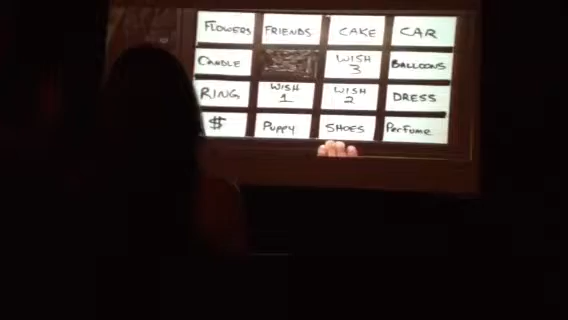 FLOWERS FRIENDS CAKE CAR
CANDLE WISH 3 BALLOONS
RING WISH 1 WISH 2 DRESS
$ PUPPY SHOES PerFume